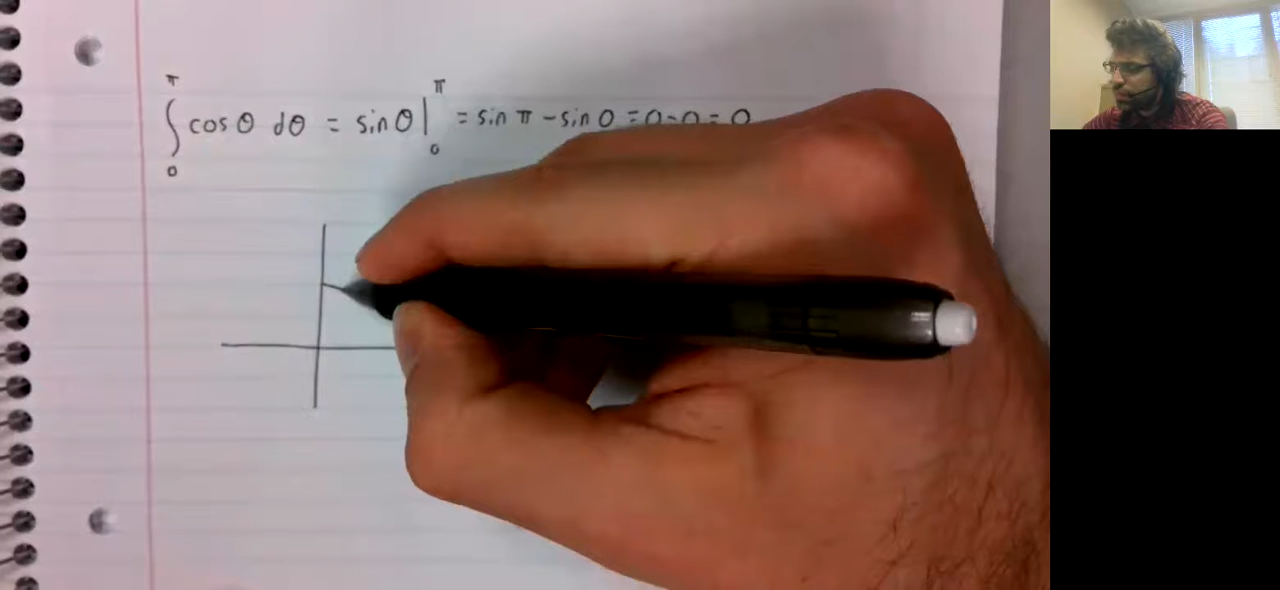 ∫₀^π cos θ dθ = sin θ |₀^π = sin π - sin 0 = 0 - 0 = 0